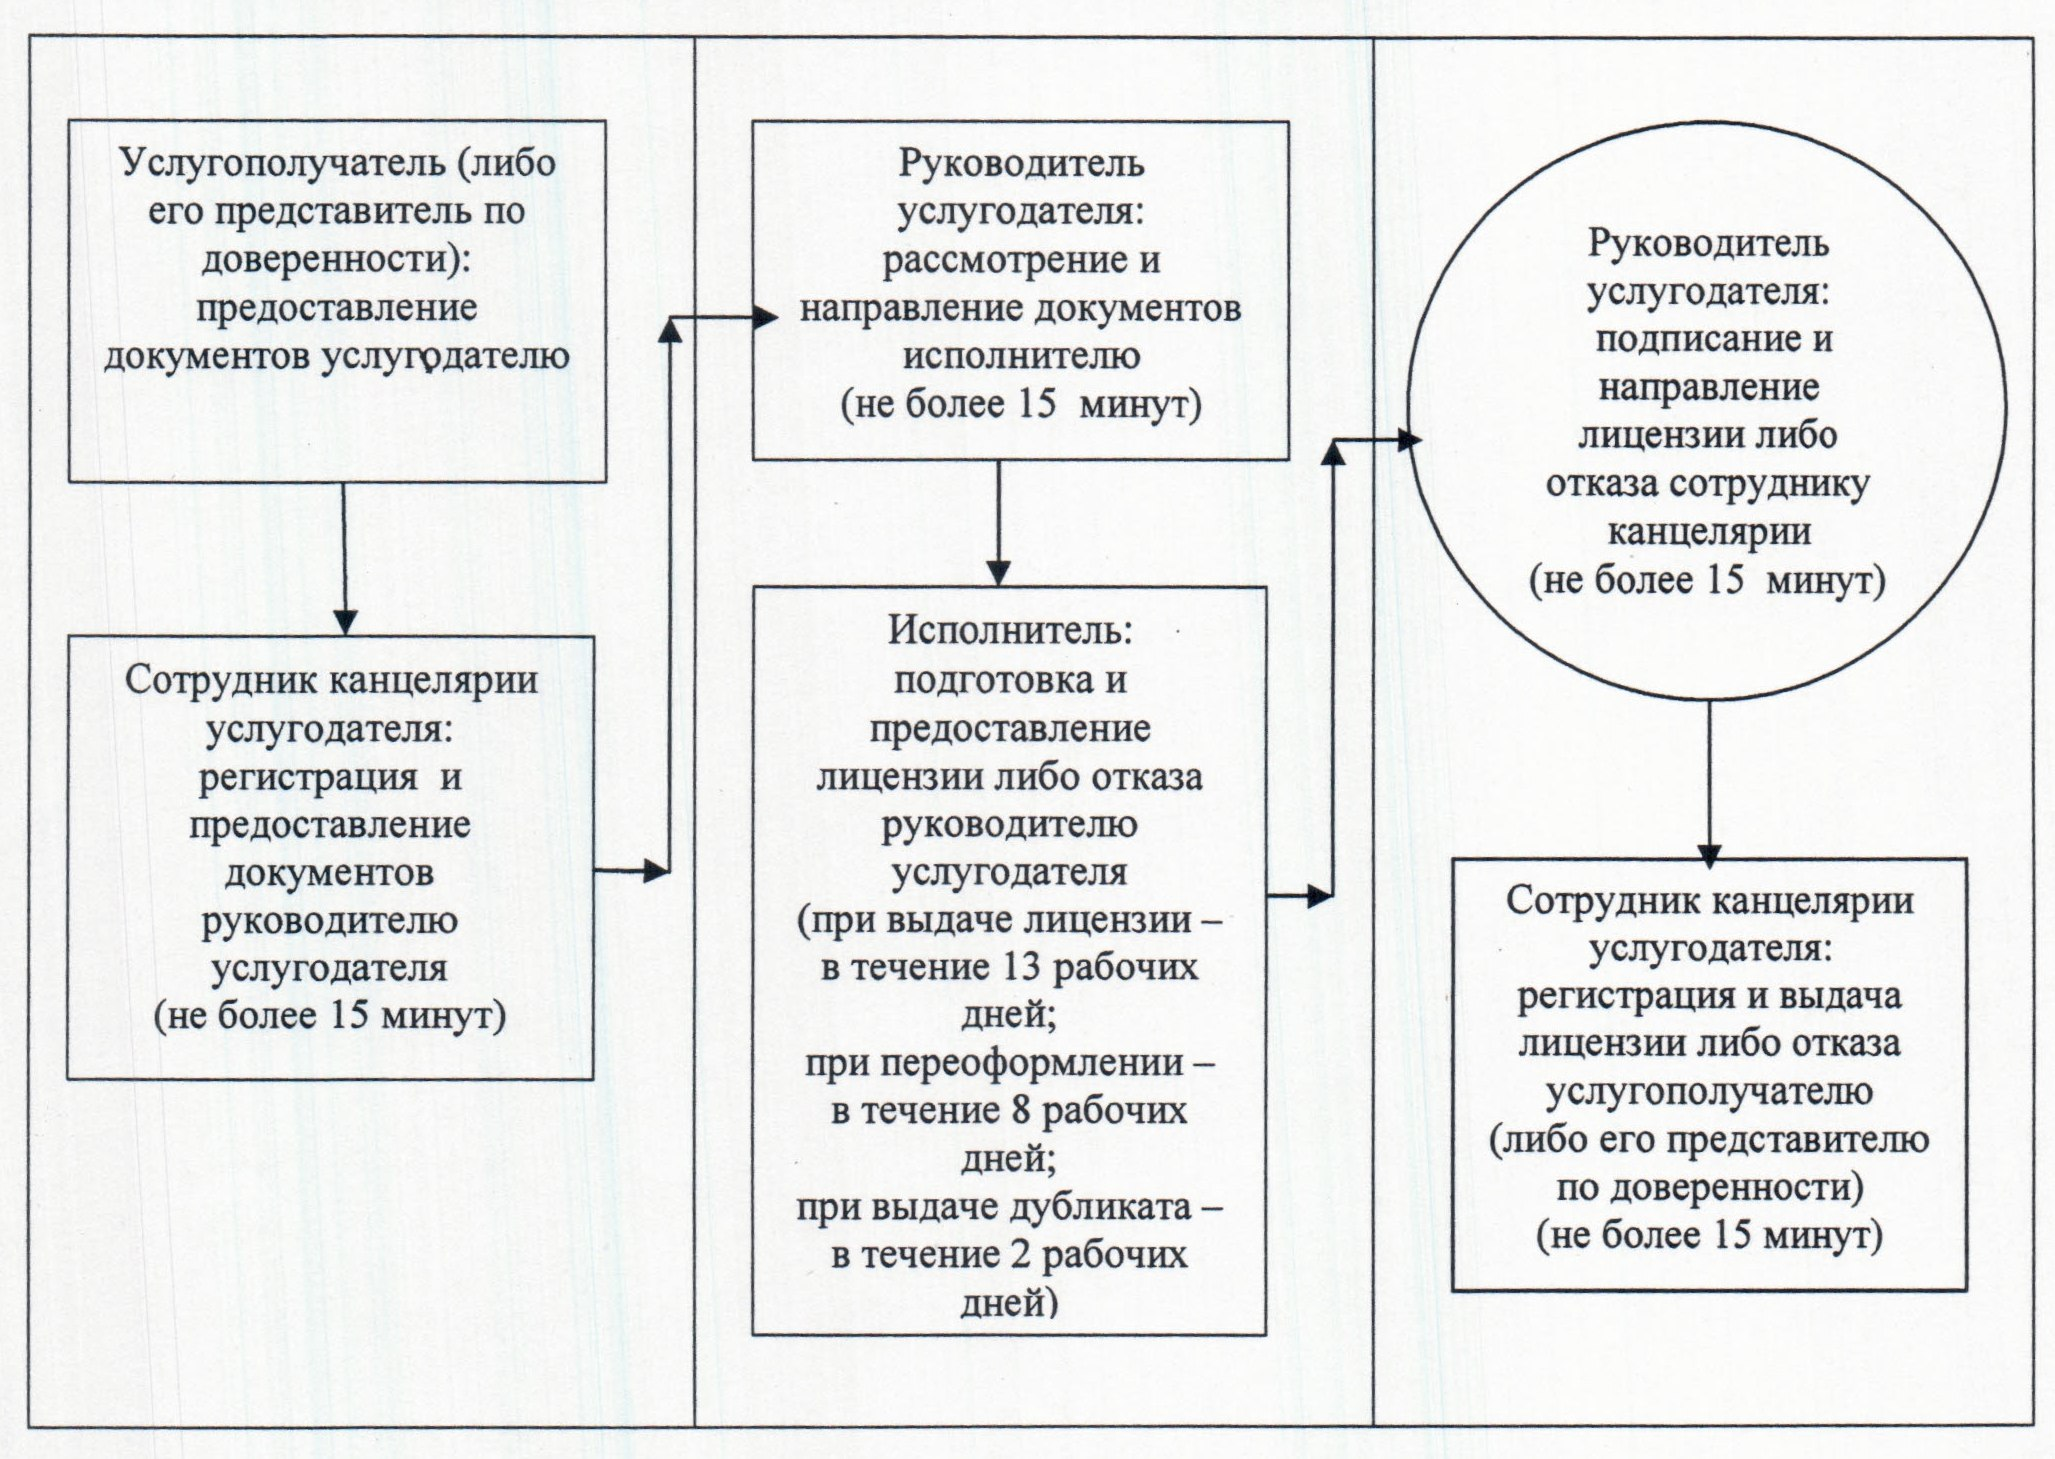 Услугополучатель (либо
его представитель по
доверенности):
предоставление
документов услугодателю
Сотрудник канцелярии
услугодателя:
регистрация и
предоставление
документов
руководителю
услугодателя
(не более 15 минут)
Руководитель
услугодателя:
рассмотрение и
направление документов
исполнителю
(не более 15 минут)
Исполнитель:
подготовка и
предоставление
лицензии либо отказа
руководителю
услугодателя
(при выдаче лицензии –
в течение 13 рабочих
дней;
при переоформлении –
в течение 8 рабочих
дней;
при выдаче дубликата –
в течение 2 рабочих
дней)
Руководитель
услугодателя:
подписание и
направление
лицензии либо
отказа сотруднику
канцелярии
(не более 15 минут)
Сотрудник канцелярии
услугодателя:
регистрация и выдача
лицензии либо отказа
услугополучателю
(либо его представителю
по доверенности)
(не более 15 минут)